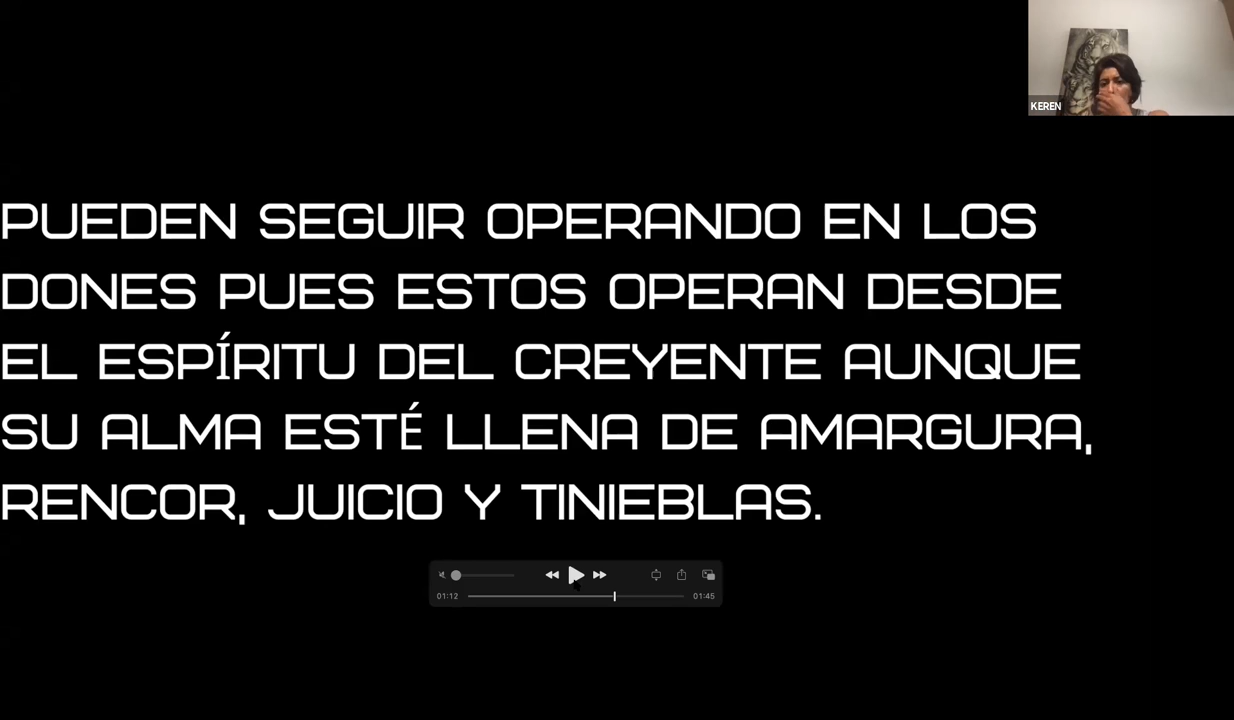 KEREN
PUEDEN SEGUIR OPERANDO EN LOS
DONES PUES ESTOS OPERAN DESDE
EL ESPÍRITU DEL CREYENTE AUNQUE
SU ALMA ESTÉ LLENA DE AMARGURA,
RENCOR, JUICIO Y TINIEBLAS.
01:12 01:45